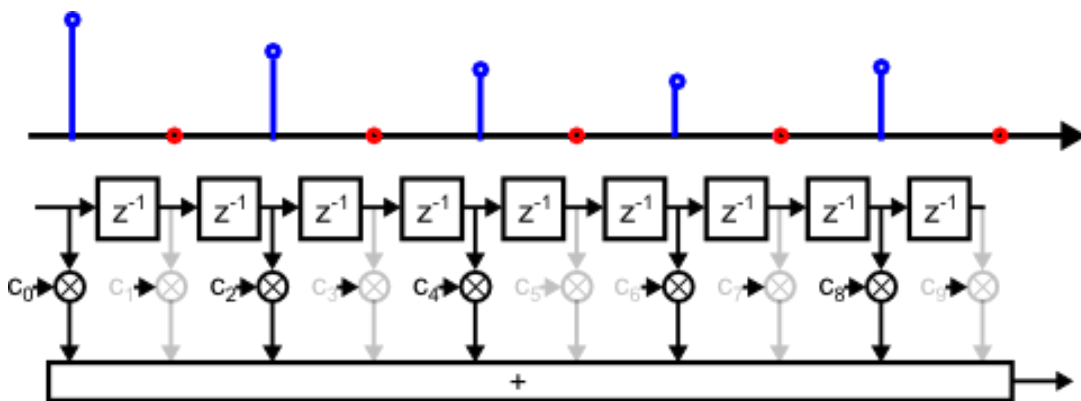 z⁻¹ z⁻¹ z⁻¹ z⁻¹ z⁻¹ z⁻¹ z⁻¹ z⁻¹ z⁻¹
c₀ c₁ c₂ c₃ c₄ c₅ c₆ c₇ c₈ c₉
+